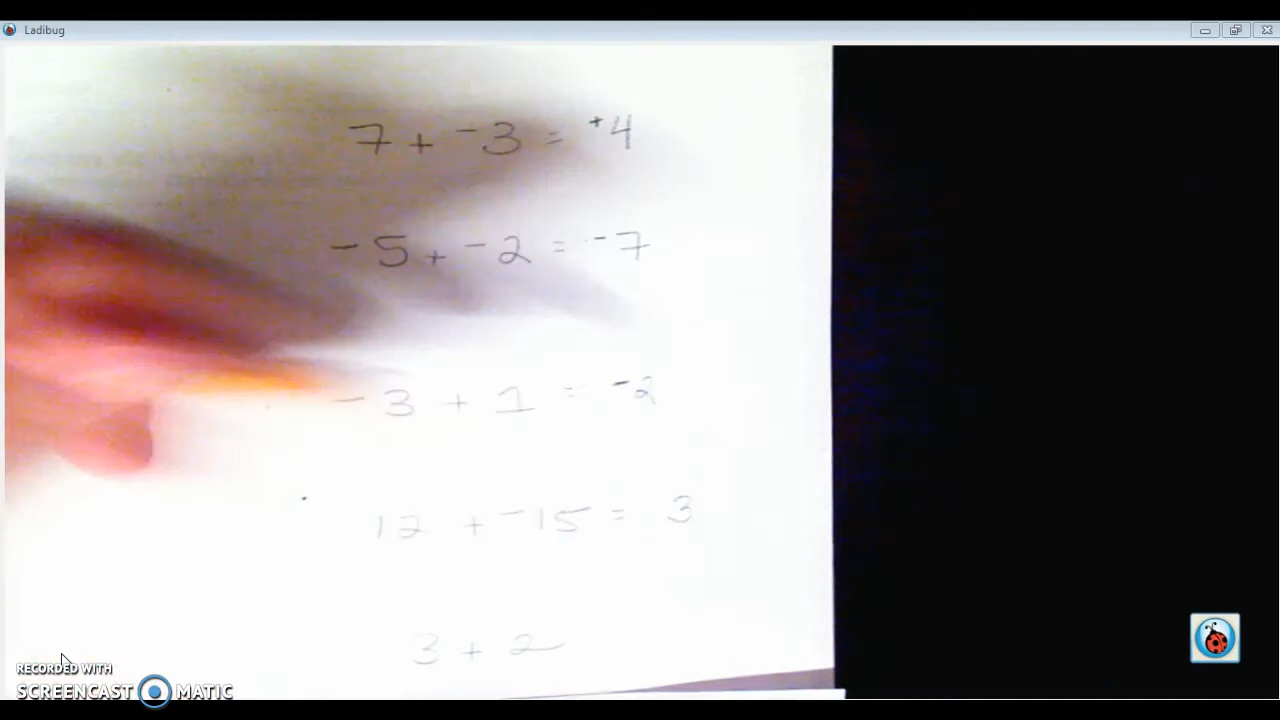 Ladibug
7 + -3 = +4
-5 + -2 = -7
-3 + 1 = -2
12 + -15 = 3
3 + 2
RECORDED WITH
SCREENCAST MATIC